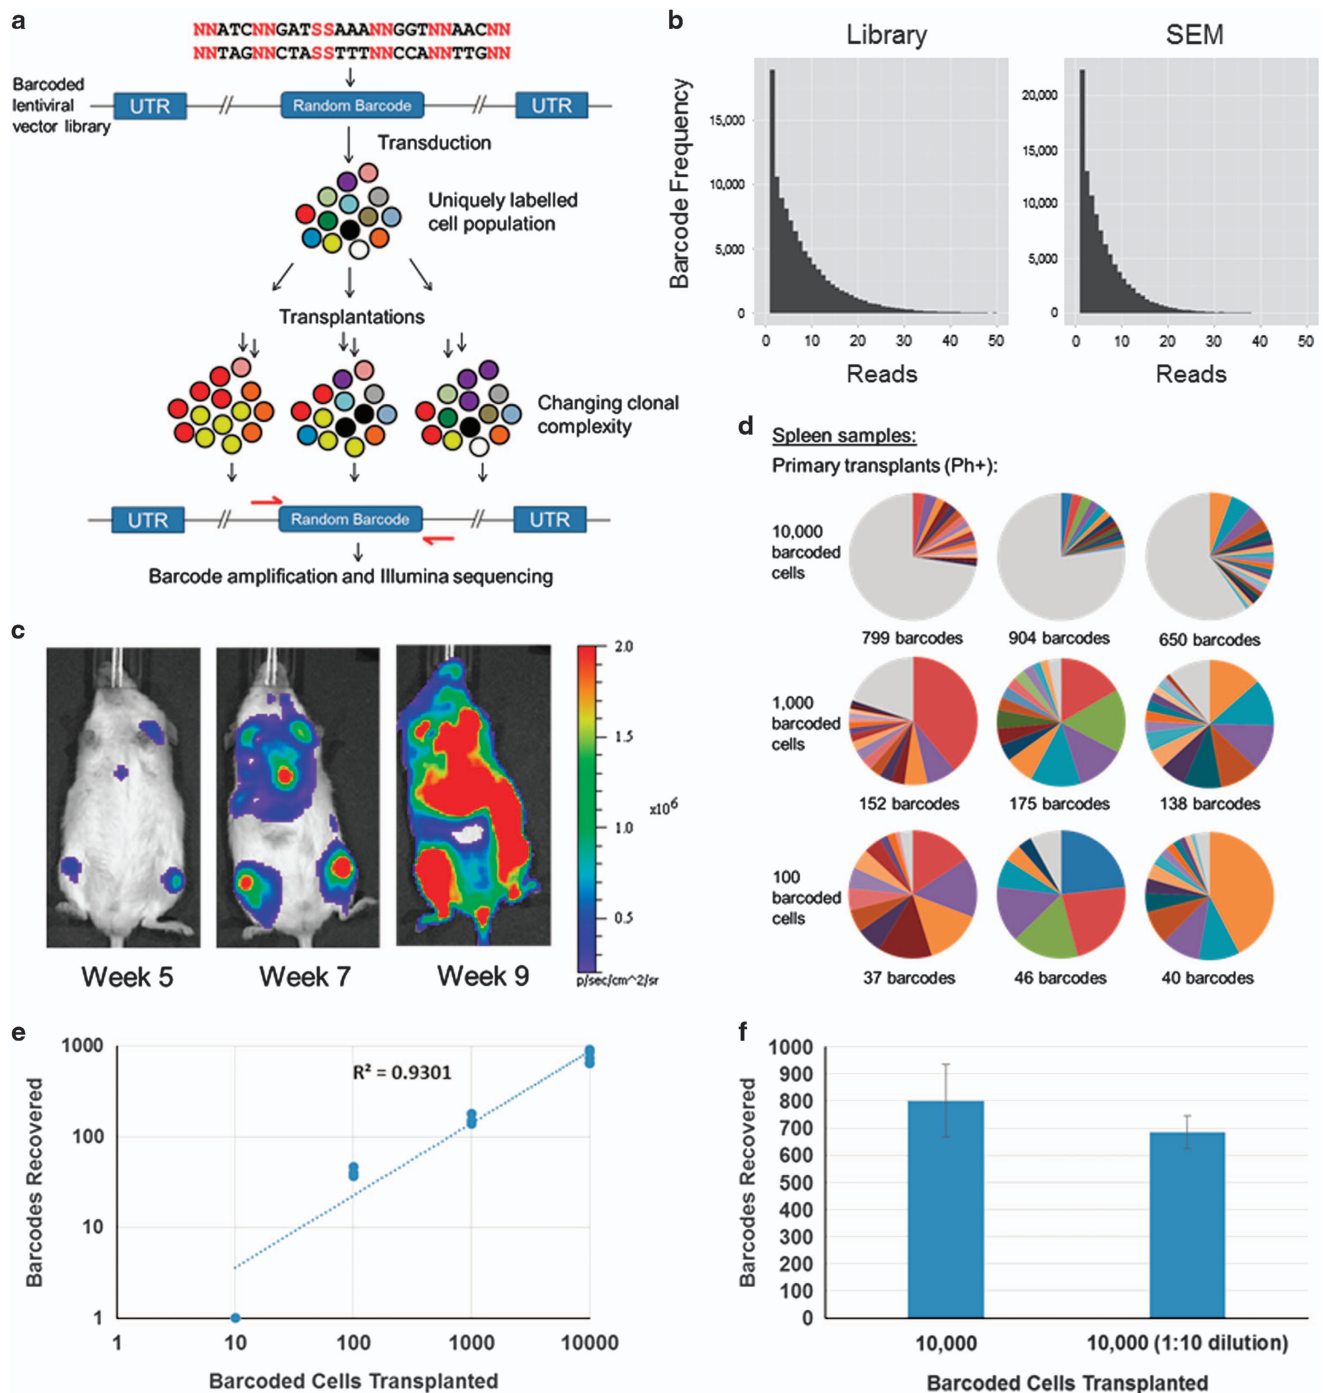 a
NNATCNNGATSSAAANNGGTNNAACNN
NNTAGNNCTASSTTTNNCCANNTTGNN
Barcoded
lentiviral
vector library
UTR
//
Random Barcode
//
UTR
Transduction
Uniquely labelled
cell population
Transplantations
Changing clonal
complexity
UTR
//
Random Barcode
//
UTR
Barcode amplification and Illumina sequencing
b
Library
SEM
Barcode Frequency
15,000
10,000
5,000
0
0 10 20 30 40 50
Reads
20,000
15,000
10,000
5,000
0
0 10 20 30 40 50
Reads
c
Week 5
Week 7
Week 9
2.0
1.5
x10^6
1.0
0.5
p/sec/cm^2/sr
d
Spleen samples:
Primary transplants (Ph+):
10,000
barcoded
cells
799 barcodes
904 barcodes
650 barcodes
1,000
barcoded
cells
152 barcodes
175 barcodes
138 barcodes
100
barcoded
cells
37 barcodes
46 barcodes
40 barcodes
e
Barcodes Recovered
1000
100
10
1
R² = 0.9301
1 10 100 1000 10000
Barcoded Cells Transplanted
f
Barcodes Recovered
1000
900
800
700
600
500
400
300
200
100
0
10,000
10,000 (1:10 dilution)
Barcoded Cells Transplanted